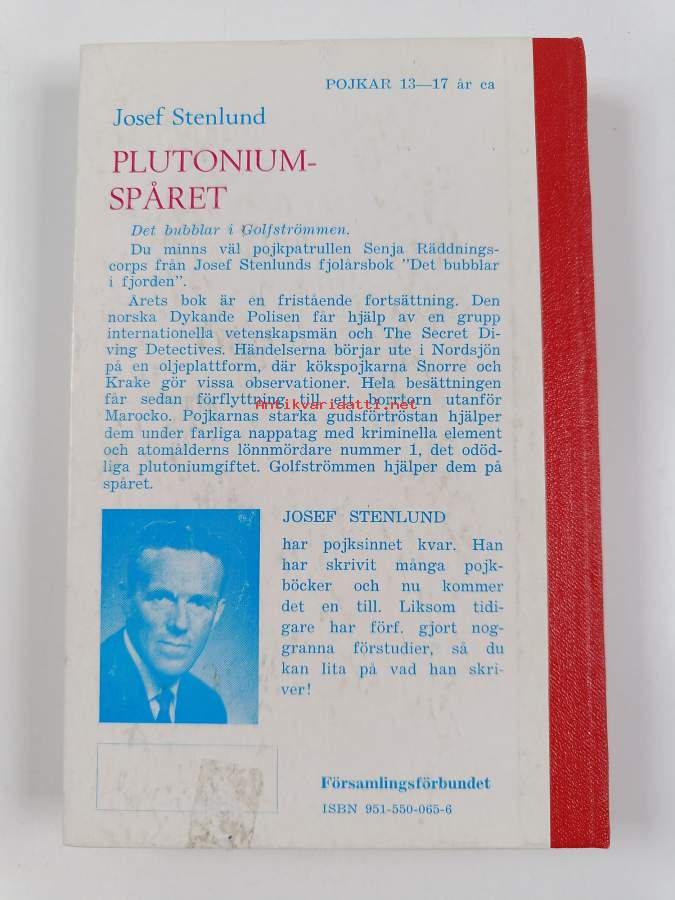 POJKAR 13—17 år ca
Josef Stenlund
PLUTONIUM-
SPÅRET
Det bubblar i Golfströmmen.
Du minns väl pojkpatrullen Senja Räddnings-
corps från Josef Stenlunds fjolårsbok "Det bubblar
i fjorden".
Årets bok är en fristående fortsättning. Den
norska Dykande Polisen får hjälp av en grupp
internationella vetenskapsmän och The Secret Di-
ving Detectives. Händelserna börjar ute i Nordsjön
på en oljeplattform, där kökspojkarna Snorre och
Krake gör vissa observationer. Hela besättningen
får sedan förflyttning till ett borrtorn utanför
Antikvariaatti.net
Marocko. Pojkarnas starka gudsförtröstan hjälper
dem under farliga nappatag med kriminella element
och atomålderns lönnmördare nummer 1, det odöd-
liga plutoniumgiftet. Golfströmmen hjälper dem på
spåret.
JOSEF STENLUND
har pojksinnet kvar. Han
har skrivit många pojk-
böcker och nu kommer
det en till. Liksom tidi-
gare har förf. gjort nog-
granna förstudier, så du
kan lita på vad han skri-
ver!
Församlingsförbundet
ISBN 951-550-065-6